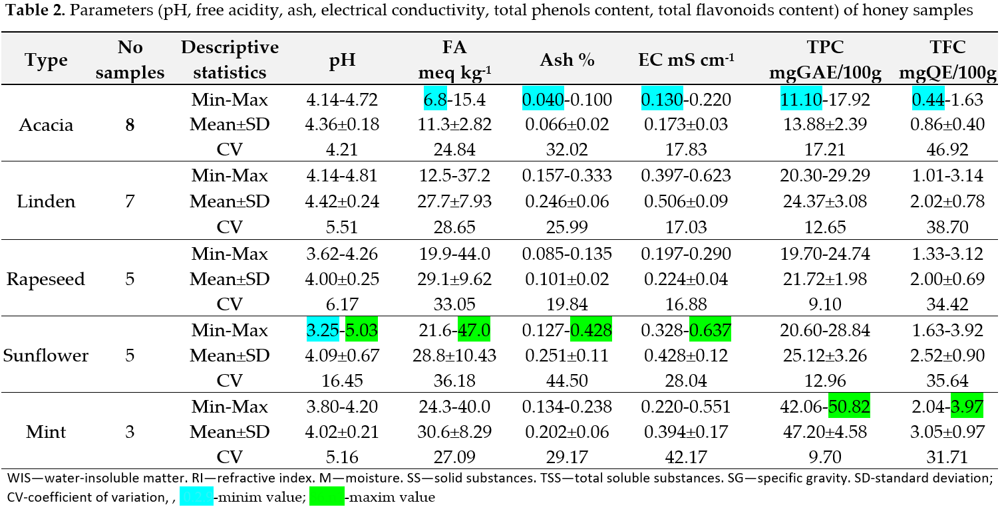 Table 2. Parameters (pH, free acidity, ash, electrical conductivity, total phenols content, total flavonoids content) of honey samples
Type No samples Descriptive statistics pH FA meq kg-1 Ash % EC mS cm-1 TPC mgGAE/100g TFC mgQE/100g
Min-Max 4.14-4.72 6.8-15.4 0.040-0.100 0.130-0.220 11.10-17.92 0.44-1.63
Acacia 8 Mean±SD 4.36±0.18 11.3±2.82 0.066±0.02 0.173±0.03 13.88±2.39 0.86±0.40
CV 4.21 24.84 32.02 17.83 17.21 46.92
Min-Max 4.14-4.81 12.5-37.2 0.157-0.333 0.397-0.623 20.30-29.29 1.01-3.14
Linden 7 Mean±SD 4.42±0.24 27.7±7.93 0.246±0.06 0.506±0.09 24.37±3.08 2.02±0.78
CV 5.51 28.65 25.99 17.03 12.65 38.70
Min-Max 3.62-4.26 19.9-44.0 0.085-0.135 0.197-0.290 19.70-24.74 1.33-3.12
Rapeseed 5 Mean±SD 4.00±0.25 29.1±9.62 0.101±0.02 0.224±0.04 21.72±1.98 2.00±0.69
CV 6.17 33.05 19.84 16.88 9.10 34.42
Min-Max 3.25-5.03 21.6-47.0 0.127-0.428 0.328-0.637 20.60-28.84 1.63-3.92
Sunflower 5 Mean±SD 4.09±0.67 28.8±10.43 0.251±0.11 0.428±0.12 25.12±3.26 2.52±0.90
CV 16.45 36.18 44.50 28.04 12.96 35.64
Min-Max 3.80-4.20 24.3-40.0 0.134-0.238 0.220-0.551 42.06-50.82 2.04-3.97
Mint 3 Mean±SD 4.02±0.21 30.6±8.29 0.202±0.06 0.394±0.17 47.20±4.58 3.05±0.97
CV 5.16 27.09 29.17 42.17 9.70 31.71
WIS—water-insoluble matter. RI—refractive index. M—moisture. SS—solid substances. TSS—total soluble substances. SG—specific gravity. SD-standard deviation;
CV-coefficient of variation, , -minim value; -maxim value